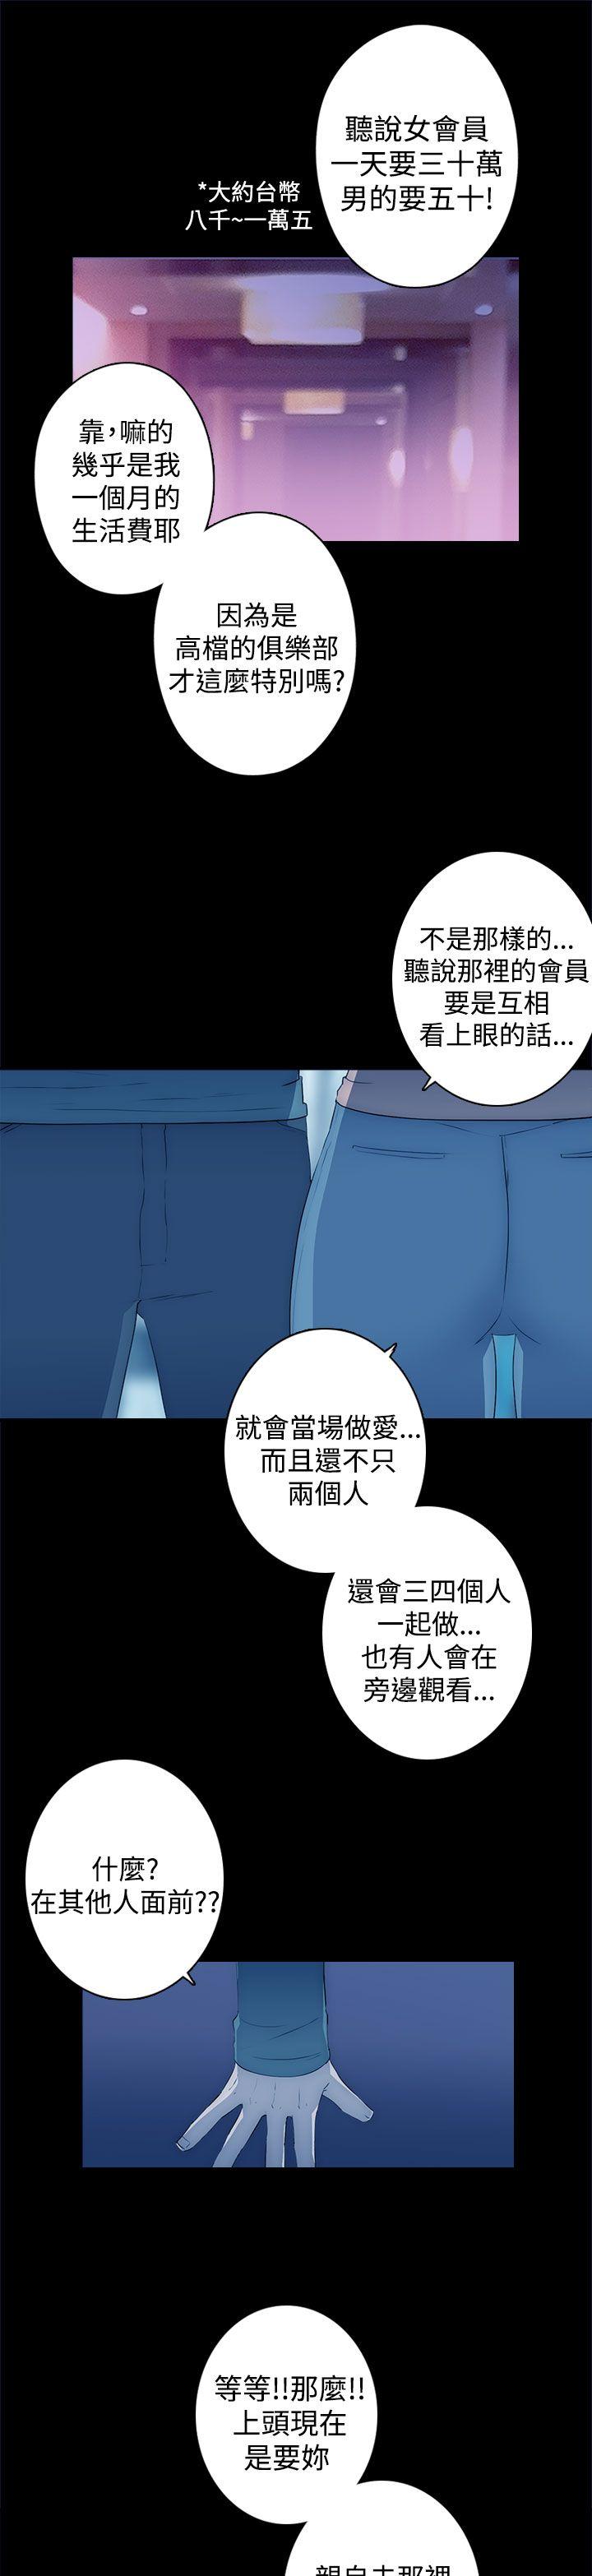 聽說女會員
一天要三十萬
男的要五十!
*大約台幣
八千~一萬五
靠,嘛的
幾乎是我
一個月的
生活費耶
因為是
高檔的俱樂部
才這麼特別嗎?
不是那樣的...
聽說那裡的會員
要是互相
看上眼的話...
就會當場做愛...
而且還不只
兩個人
還會三四個人
一起做...
也有人會在
旁邊觀看...
什麼?
在其他人面前??
等等!!那麼!!
上頭現在
是要妳
親自去那裡